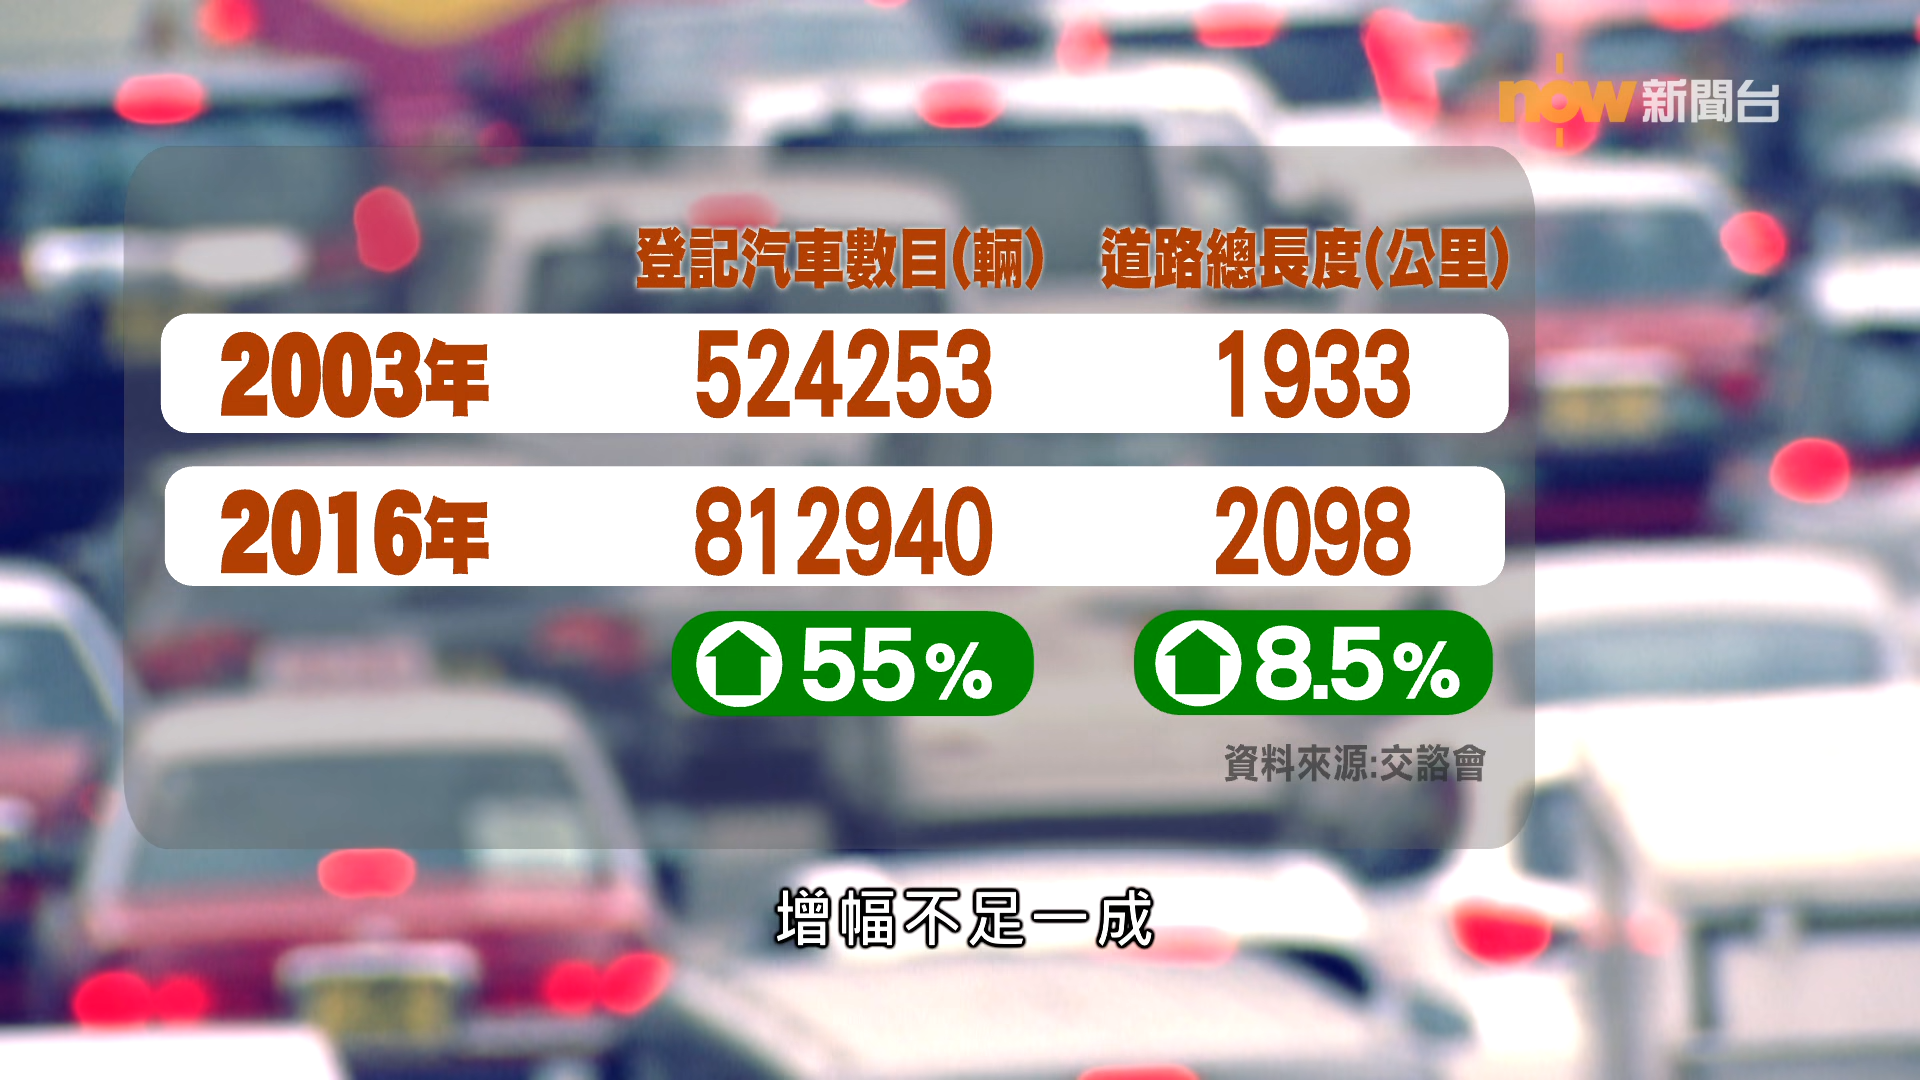 now新聞台
登記汽車數目(輛) 道路總長度(公里)
2003年 524253 1933
2016年 812940 2098
55% 8.5%
資料來源:交諮會
增幅不足一成